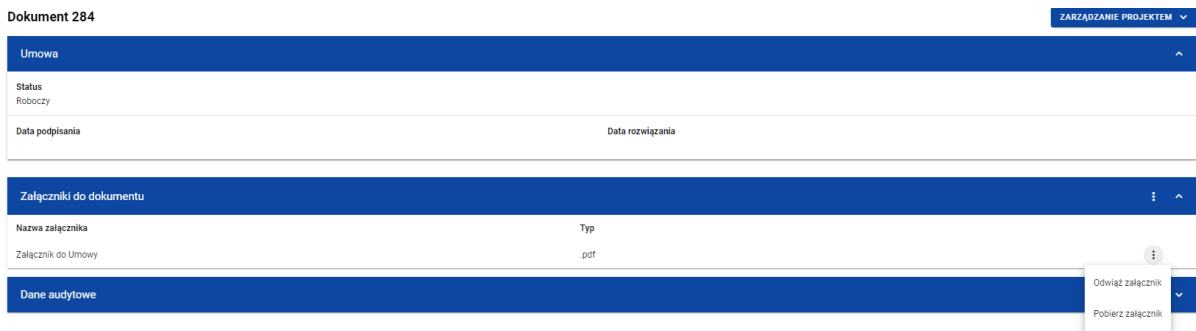 Dokument 284
ZARZĄDZANIE PROJEKTEM
Umowa
Status
Roboczy
Data podpisania Data rozwiązania
Załączniki do dokumentu
Nazwa załącznika Typ
Załącznik do Umowy .pdf
Odwiąż załącznik
Dane audytowe
Pobierz załącznik